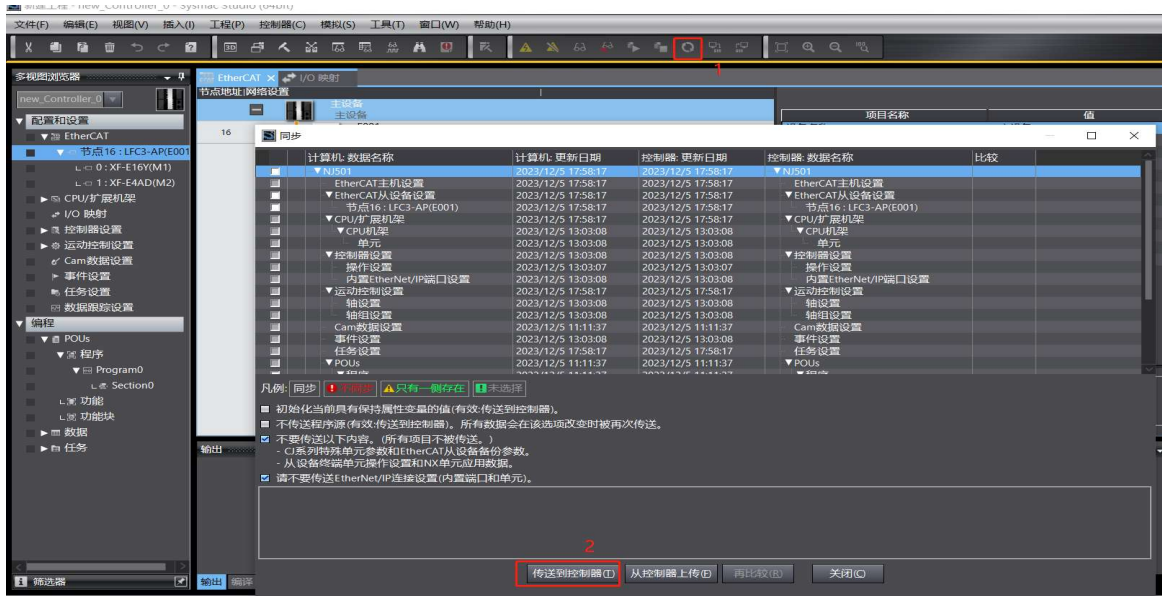 新建工程 - new_Controller_0 - Sysmac Studio (64bit)
文件(F) 编辑(E) 视图(V) 插入(I) 工程(P) 控制器(C) 模拟(S) 工具(T) 窗口(W) 帮助(H)
1
多视图浏览器
new_Controller_0
配置和设置
EtherCAT
节点16 : LFC3-AP(E001
0 : XF-E16Y(M1)
1 : XF-E4AD(M2)
CPU/扩展机架
I/O 映射
控制器设置
运动控制设置
Cam数据设置
事件设置
任务设置
数据跟踪设置
编程
POUs
程序
Program0
Section0
功能
功能块
数据
任务
筛选器
EtherCAT I/O 映射
节点地址|网络设置
主设备
主设备
16
E001
项目名称 值
输出
输出 编译
同步
计算机: 数据名称 计算机: 更新日期 控制器: 更新日期 控制器: 数据名称 比较
NJ501 2023/12/5 17:58:17 2023/12/5 17:58:17 NJ501
EtherCAT主机设置 2023/12/5 17:58:17 2023/12/5 17:58:17 EtherCAT主机设置
EtherCAT从设备设置 2023/12/5 17:58:17 2023/12/5 17:58:17 EtherCAT从设备设置
节点16 : LFC3-AP(E001) 2023/12/5 17:58:17 2023/12/5 17:58:17 节点16 : LFC3-AP(E001)
CPU/扩展机架 2023/12/5 17:58:17 2023/12/5 17:58:17 CPU/扩展机架
CPU机架 2023/12/5 13:03:08 2023/12/5 13:03:08 CPU机架
单元 2023/12/5 13:03:08 2023/12/5 13:03:08 单元
控制器设置 2023/12/5 13:03:08 2023/12/5 13:03:08 控制器设置
操作设置 2023/12/5 13:03:07 2023/12/5 13:03:07 操作设置
内置EtherNet/IP端口设置 2023/12/5 13:03:08 2023/12/5 13:03:08 内置EtherNet/IP端口设置
运动控制设置 2023/12/5 17:58:17 2023/12/5 17:58:17 运动控制设置
轴设置 2023/12/5 13:03:08 2023/12/5 13:03:08 轴设置
轴组设置 2023/12/5 13:03:08 2023/12/5 13:03:08 轴组设置
Cam数据设置 2023/12/5 11:11:37 2023/12/5 11:11:37 Cam数据设置
事件设置 2023/12/5 13:03:08 2023/12/5 13:03:08 事件设置
任务设置 2023/12/5 17:58:17 2023/12/5 17:58:17 任务设置
POUs 2023/12/5 11:11:37 2023/12/5 11:11:37 POUs
凡例: 同步 不同步 只有一侧存在 未选择
初始化当前具有保持属性变量的值(有效:传送到控制器)。
不传送程序源(有效:传送到控制器)。所有数据会在该选项改变时被再次传送。
不要传送以下内容。(所有项目不被传送。)
- CJ系列特殊单元参数和EtherCAT从设备备份参数。
- 从设备终端单元操作设置和NX单元应用数据。
请不要传送EtherNet/IP连接设置(内置端口和单元)。
2
传送到控制器(T) 从控制器上传(F) 再比较(R) 关闭(C)